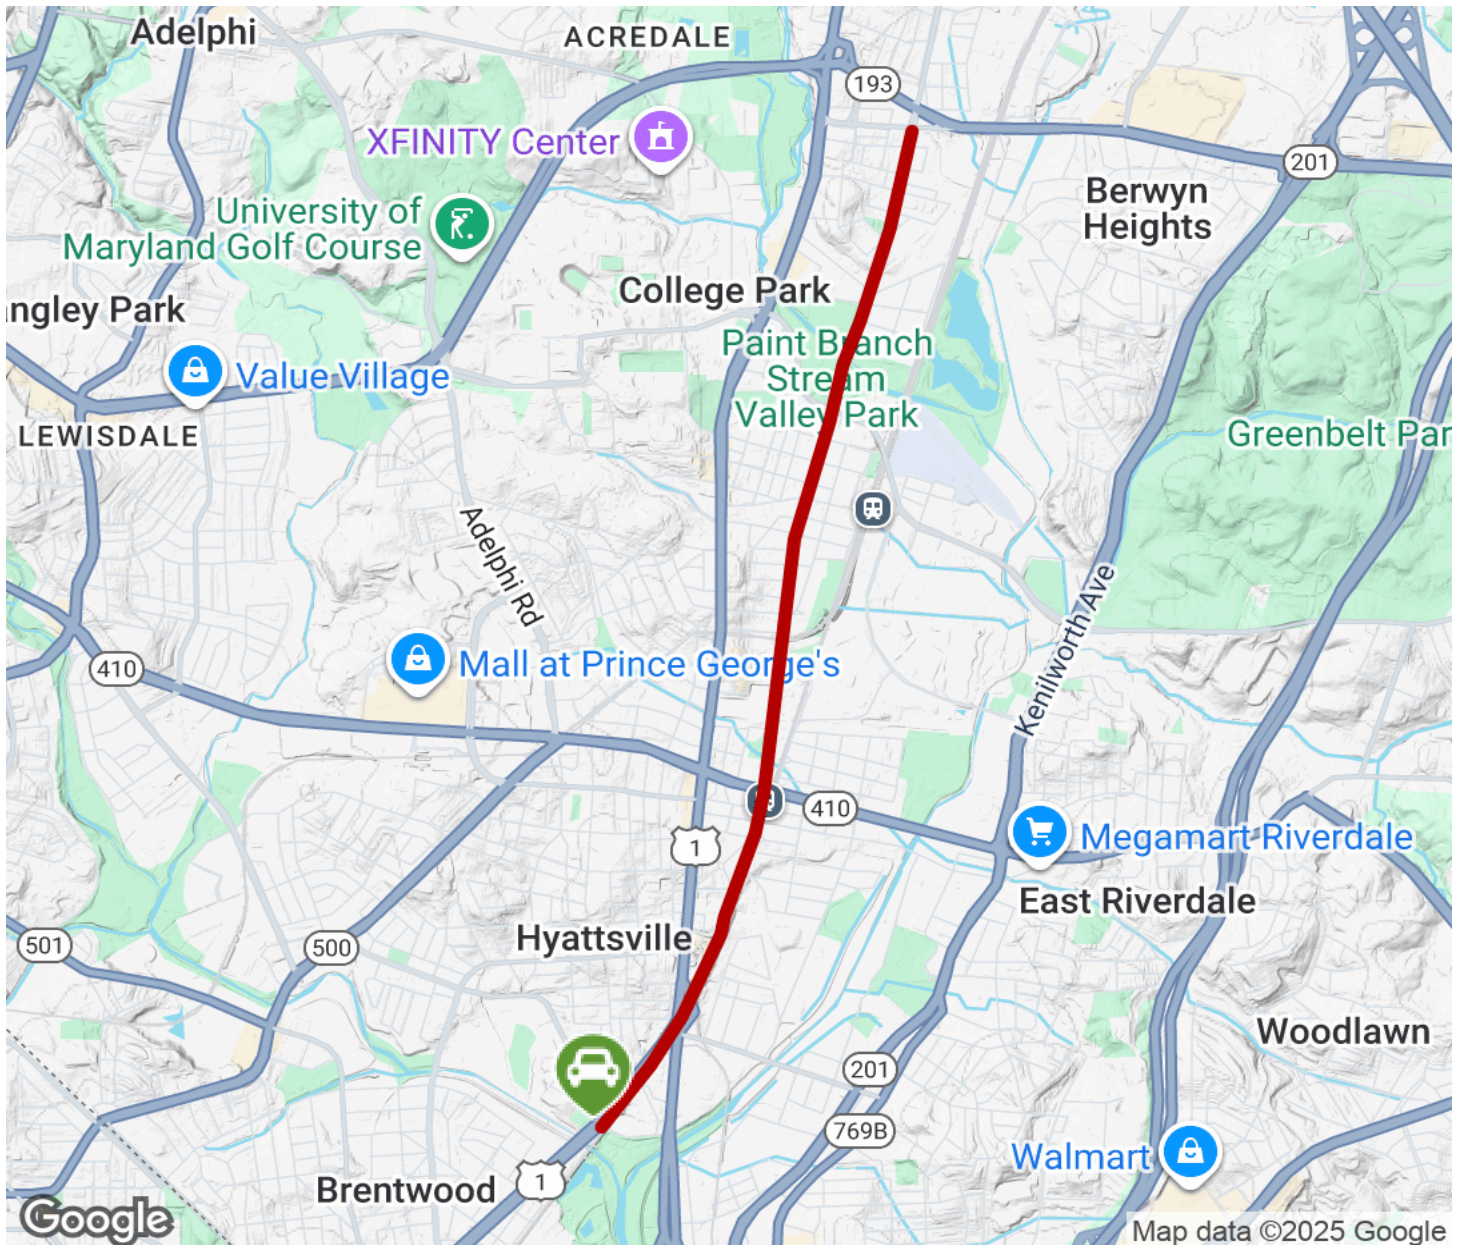 Adelphi
ACREDALE
193
XFINITY Center
201
Berwyn
Heights
University of
Maryland Golf Course
College Park
angley Park
Paint Branch
Stream
Valley Park
Value Village
LEWISDALE
Greenbelt Par
Adelphi Rd
Kenilworth Ave
410
Mall at Prince George's
410
1
Megamart Riverdale
East Riverdale
Hyattsville
501
500
Woodlawn
201
769B
Walmart
Brentwood
1
Google
Map data ©2025 Google